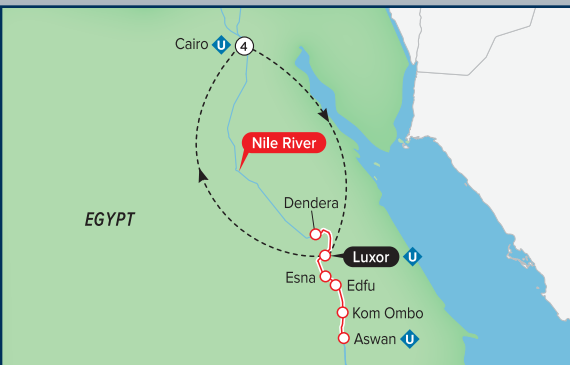 Cairo U 4
Nile River
Dendera
EGYPT
Luxor U
Esna
Edfu
Kom Ombo
Aswan U